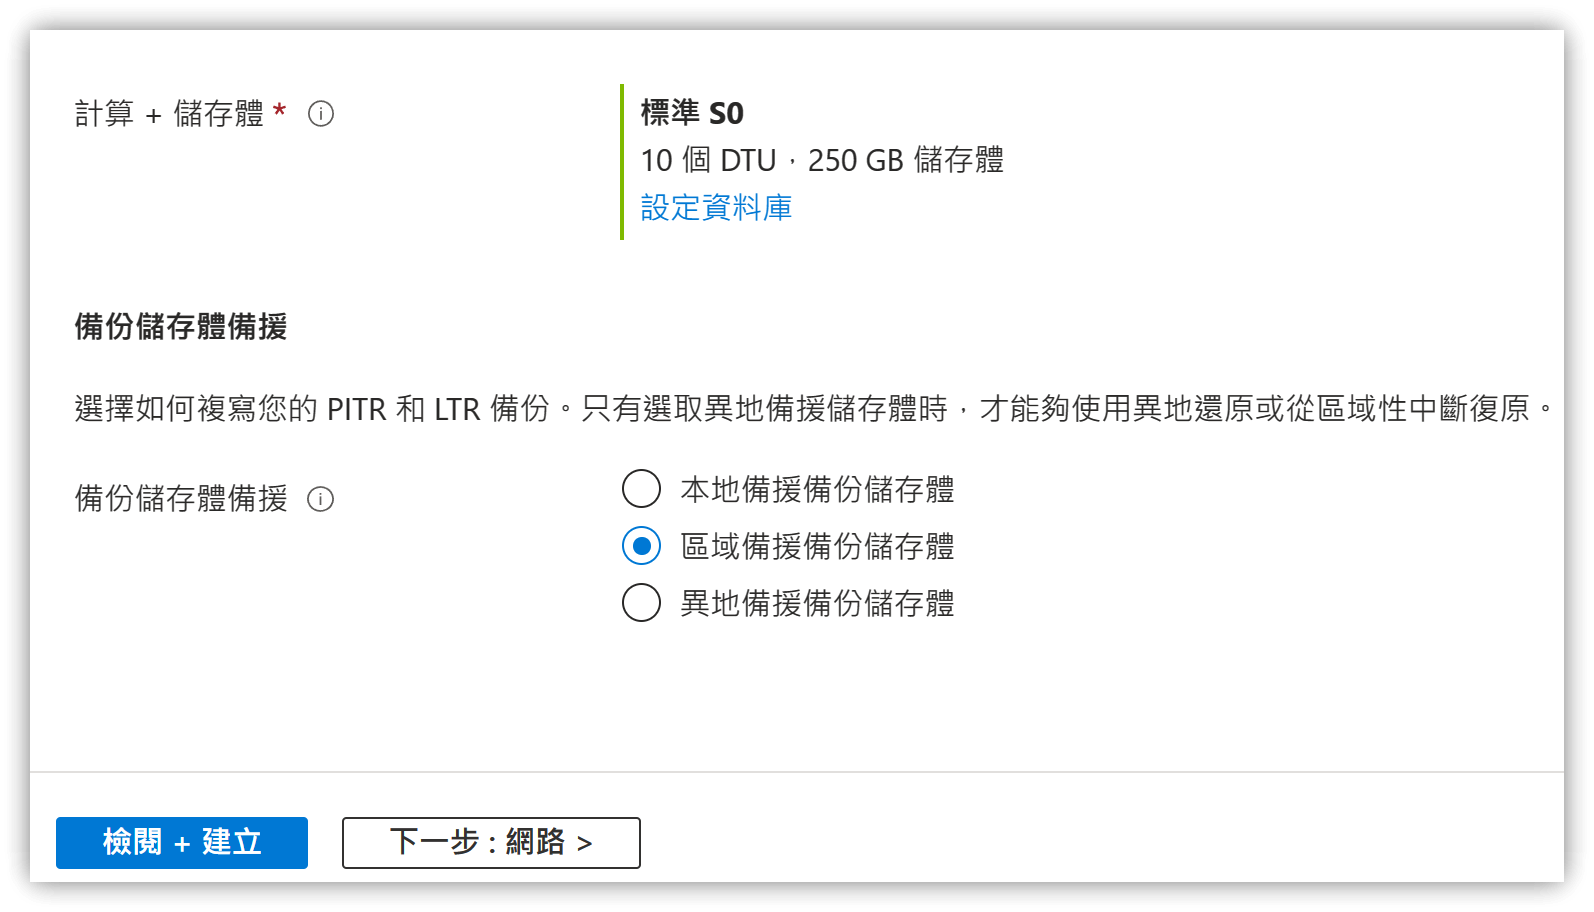 計算 + 儲存體 *
標準 S0
10 個 DTU，250 GB 儲存體
設定資料庫
備份儲存體備援
選擇如何複寫您的 PITR 和 LTR 備份。只有選取異地備援儲存體時，才能夠使用異地還原或從區域性中斷復原。
備份儲存體備援
本地備援備份儲存體
區域備援備份儲存體
異地備援備份儲存體
檢閱 + 建立
下一步 : 網路 >